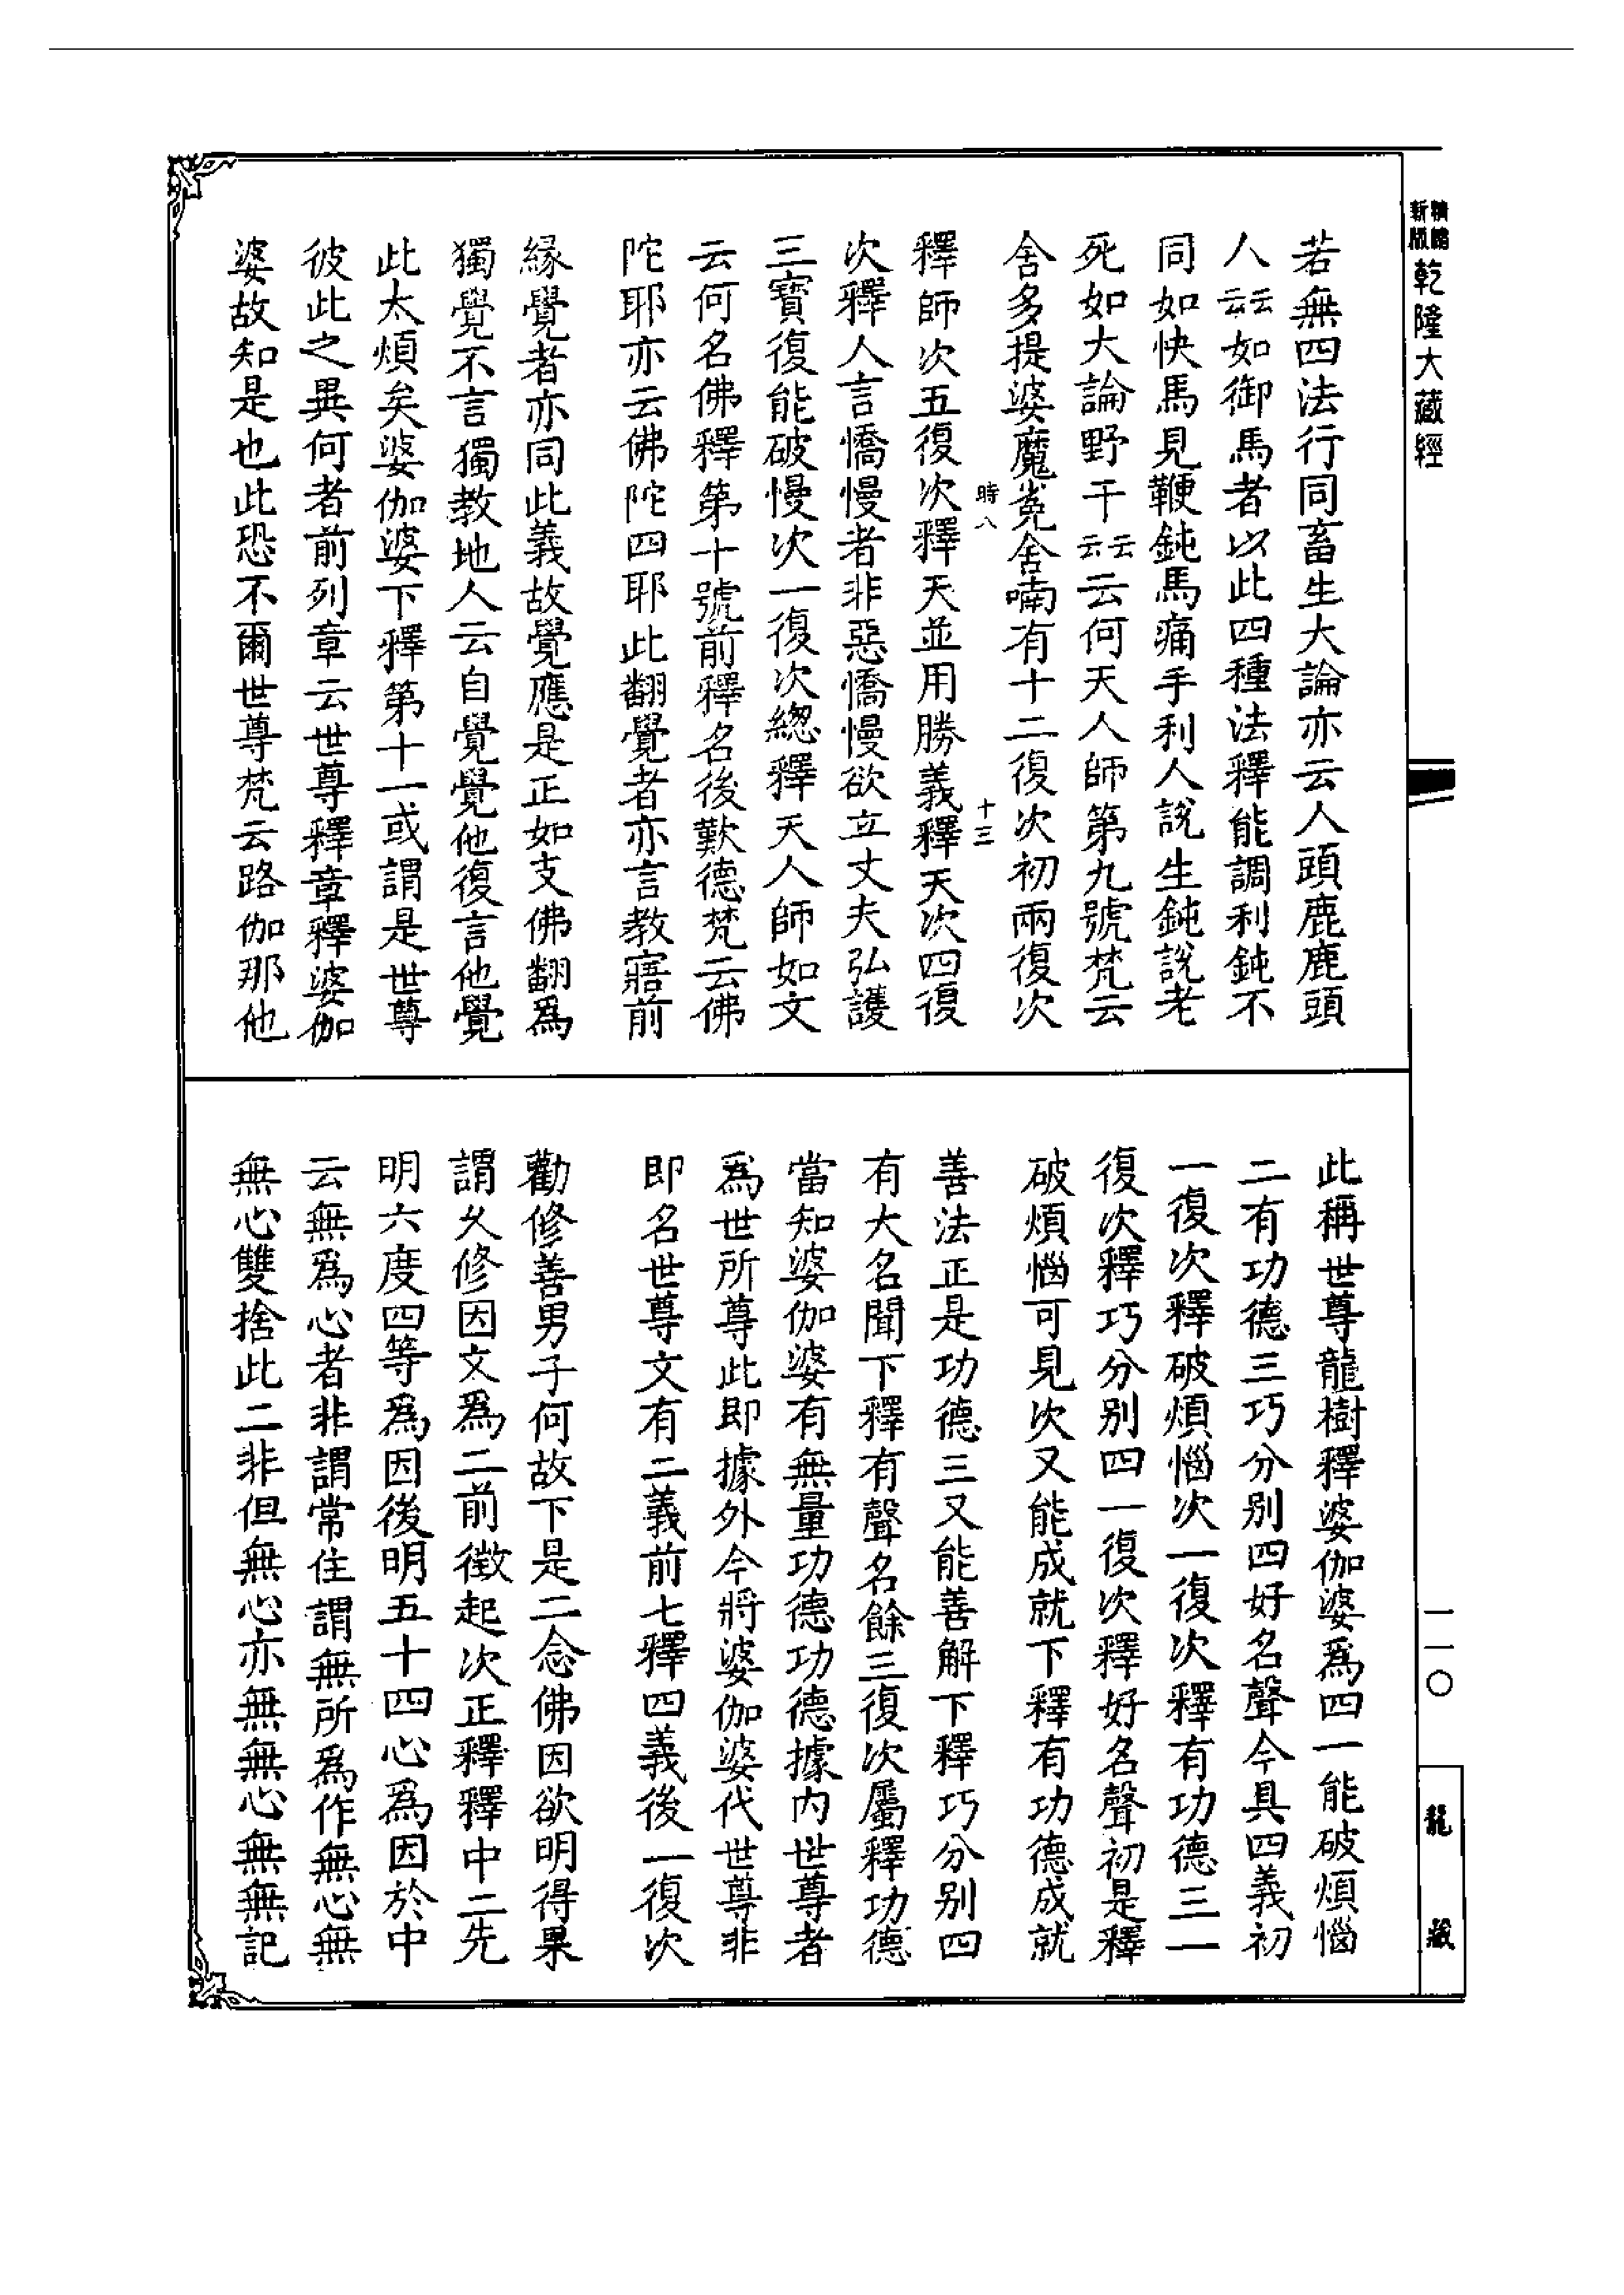 新版精縮乾隆大藏經
若無四法行同畜生大論亦云人頭鹿鹿頭
人云云如御馬者以此四種法釋能調利鈍不
同如快馬見鞭鈍馬痛手利人說生鈍說老
死如大論野干云云云何天人師第九號梵云
舍多提婆魔㝹舍喃有十二復次初兩復次
時八
十三
釋師次五復次釋天並用勝義釋天次四復
次釋人言憍慢者非惡憍慢欲立丈夫弘護
三寶復能破慢次一復次總釋天人師如文
云何名佛釋第十號前釋名後歎德梵云佛
陀耶亦云佛陀四耶此翻覺者亦言教寤前
緣覺者亦同此義故覺應是正如支佛翻爲
獨覺不言獨教地人云自覺覺他復言他覺
此太煩矣婆伽婆下釋第十一或謂是世尊
彼此之異何者前列章云世尊釋章釋婆伽
婆故知是也此恐不爾世尊梵云路伽那他
此稱世尊龍樹釋婆伽婆爲四一能破煩惱
二有功德三巧分別四好名聲今具四義初
一復次釋破煩惱次一復次釋有功德三一
復次釋巧分別四一復次釋好名聲初是釋
破煩惱可見次又能成就下釋有功德成就
善法正是功德三又能善解下釋巧分別四
有大名聞下釋有聲名餘三復次屬釋功德
當知婆伽婆有無量功德功德據內世尊者
爲世所尊此即據外今將婆伽婆代世尊非
即名世尊文有二義前七釋四義後一復次
勸修善男子何故下是二念佛因欲明得果
謂久修因文爲二前徵起次正釋釋中二先
明六度四等爲因後明五十四心爲因於中
云無爲心者非謂常住謂無所爲作無心無
無心雙捨此二非但無心亦無無心無無記
一一〇
龍藏